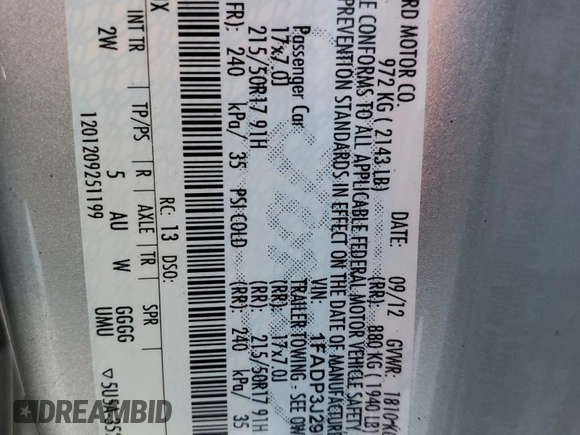 RD MOTOR CO. DATE: 09/12 GVWR: 1810 KG
972 KG ( 2143 LB) (RR): 880 KG ( 1940 LB)
LE CONFORMS TO ALL APPLICABLE FEDERAL MOTOR VEHICLE SAFETY
PREVENTION STANDARDS IN EFFECT ON THE DATE OF MANUFACTURE
VIN: 1FADP3J29
Passenger Car TRAILER TOWING - SEE OW
17x7.0J (RR): 17x7.0J
215/50R17 91H (RR): 215/50R17 91H
FR): 240 kPa/ 35 PSI COLD (RR): 240 kPa/ 35
RC: 13 DSO:
INT TR TP/PS R AXLE TR SPR
2W 5 AU W GGGG
1201209251199 UMU
DREAMBID